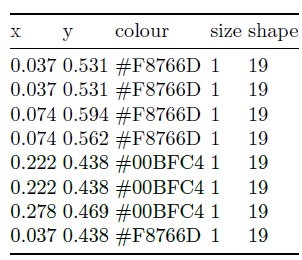 x y colour size shape
0.037 0.531 #F8766D 1 19
0.037 0.531 #F8766D 1 19
0.074 0.594 #F8766D 1 19
0.074 0.562 #F8766D 1 19
0.222 0.438 #00BFC4 1 19
0.222 0.438 #00BFC4 1 19
0.278 0.469 #00BFC4 1 19
0.037 0.438 #F8766D 1 19